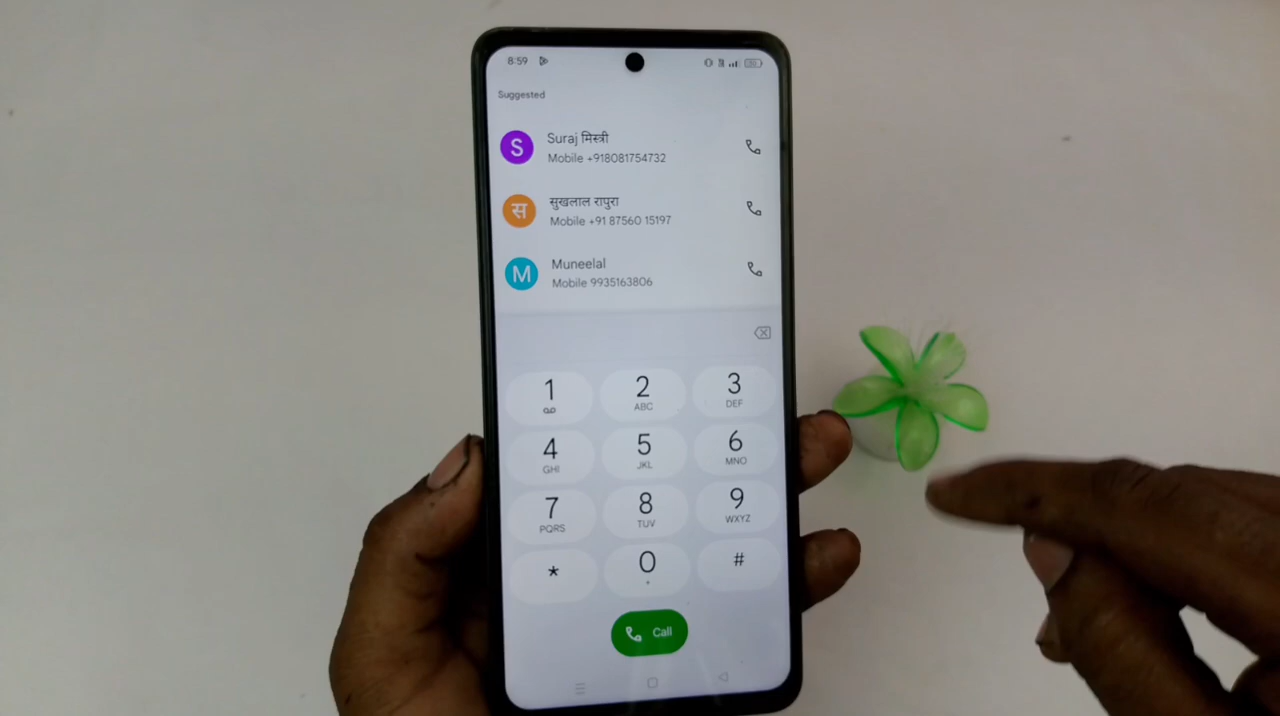 8:59
Suggested
S
Suraj मिस्त्री
Mobile +918081754732
स
सुखलाल रापुरा
Mobile +91 87560 15197
M
Muneelal
Mobile 9935163806
1
2
ABC
3
DEF
4
GHI
5
JKL
6
MNO
7
PQRS
8
TUV
9
WXYZ
*
0
+
#
Call